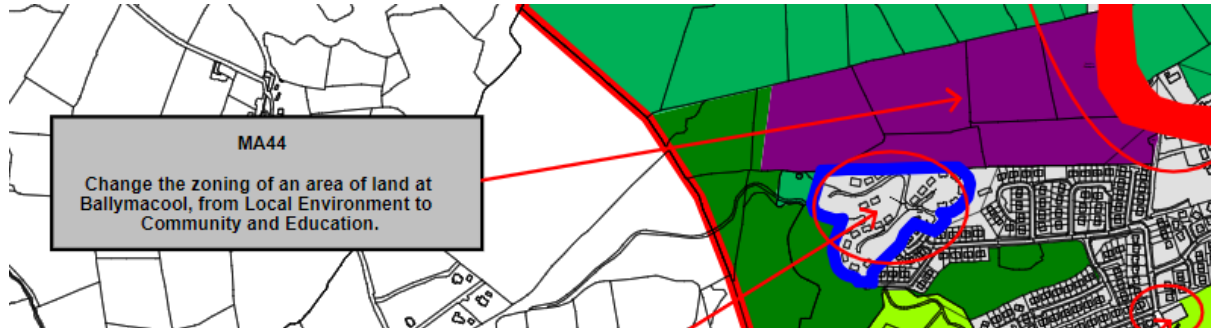 MA44
Change the zoning of an area of land at
Ballymacool, from Local Environment to
Community and Education.